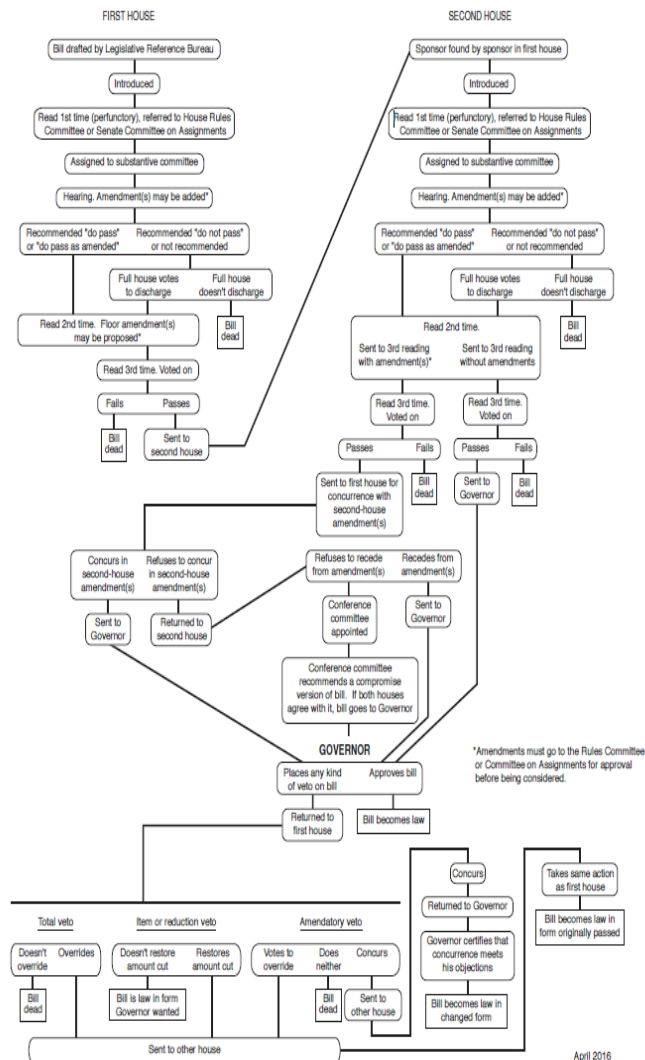 FIRST HOUSE
Bill drafted by Legislative Reference Bureau
Introduced
Read 1st time (perfunctory), referred to House Rules
Committee or Senate Committee on Assignments
Assigned to substantive committee
Hearing. Amendment(s) may be added*
Recommended "do pass"
or "do pass as amended"
Recommended "do not pass"
or not recommended
Full house votes
to discharge
Full house
doesn't discharge
Bill
dead
Read 2nd time. Floor amendment(s)
may be proposed*
Read 3rd time. Voted on
Fails
Passes
Bill
dead
Sent to
second house
SECOND HOUSE
Sponsor found by sponsor in first house
Introduced
Read 1st time (perfunctory), referred to House Rules
Committee or Senate Committee on Assignments
Assigned to substantive committee
Hearing. Amendment(s) may be added*
Recommended "do pass"
or "do pass as amended"
Recommended "do not pass"
or not recommended
Full house votes
to discharge
Full house
doesn't discharge
Bill
dead
Read 2nd time.
Sent to 3rd reading
with amendment(s)*
Sent to 3rd reading
without amendments
Read 3rd time.
Voted on
Read 3rd time.
Voted on
Passes
Fails
Passes
Fails
Sent to first house for
concurrence with
second-house
amendment(s)
Bill
dead
Sent to
Governor
Bill
dead
Concurs in
second-house
amendment(s)
Refuses to concur
in second-house
amendment(s)
Sent to
Governor
Returned to
second house
Refuses to recede
from amendment(s)
Recedes from
amendment(s)
Conference
committee
appointed
Sent to
Governor
Conference committee
recommends a compromise
version of bill. If both houses
agree with it, bill goes to Governor
GOVERNOR
*Amendments must go to the Rules Committee
or Committee on Assignments for approval
before being considered.
Places any kind
of veto on bill
Approves bill
Returned to
first house
Bill becomes law
Total veto
Doesn't
override
Overrides
Bill
dead
Item or reduction veto
Doesn't restore
amount cut
Restores
amount cut
Bill is law in form
Governor wanted
Amendatory veto
Votes to
override
Does
neither
Concurs
Bill
dead
Sent to
other house
Sent to other house
Concurs
Returned to Governor
Governor certifies that
concurrence meets
his objections
Bill becomes law in
changed form
Takes same action
as first house
Bill becomes law in
form originally passed
April 2016